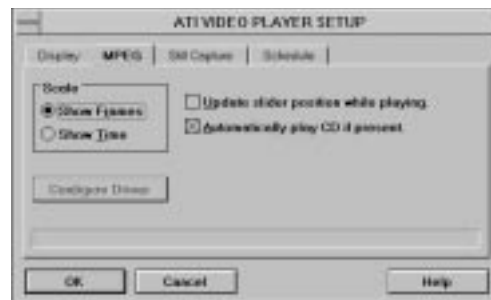 ATI VIDEO PLAYER SETUP
Display MPEG Still Capture Schedule
Scale
Show Frames
Show Time
Update slider position while playing.
Automatically play CD if present.
Configure Driver
OK Cancel Help